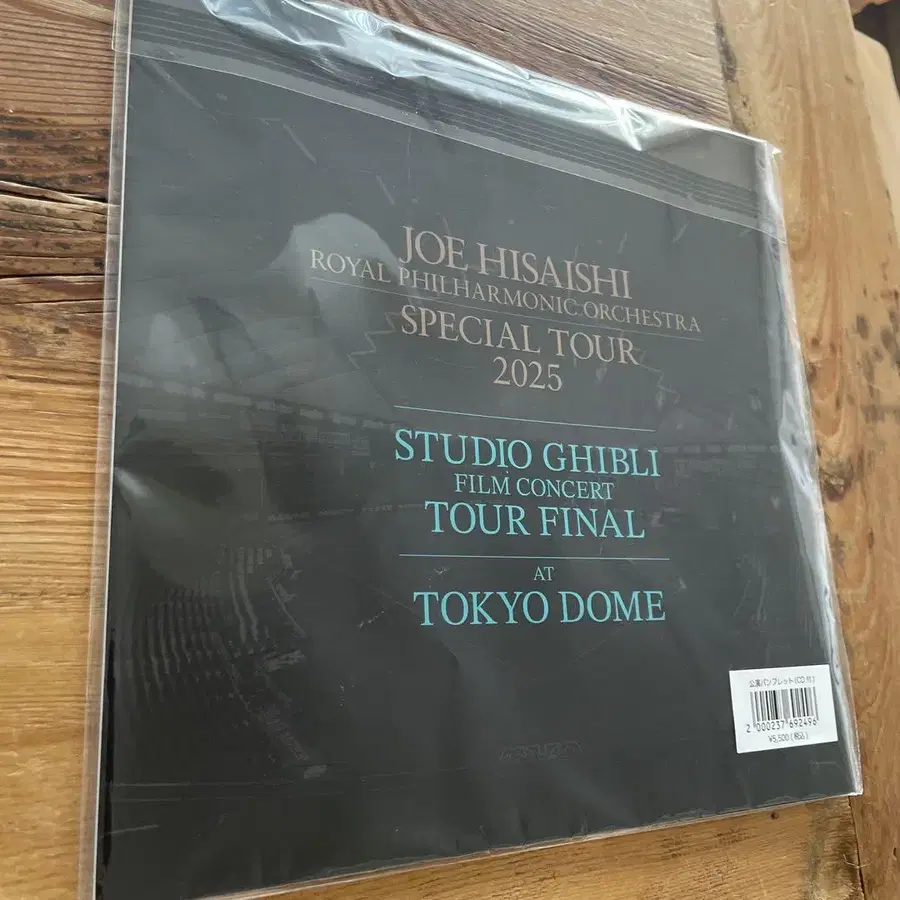 JOE HISAISHI
ROYAL PHILHARMONIC ORCHESTRA
SPECIAL TOUR
2025
STUDIO GHIBLI
FILM CONCERT
TOUR FINAL
AT
TOKYO DOME
公演パンフレット(CD付)
2 000237 692496
¥5,500(税込)